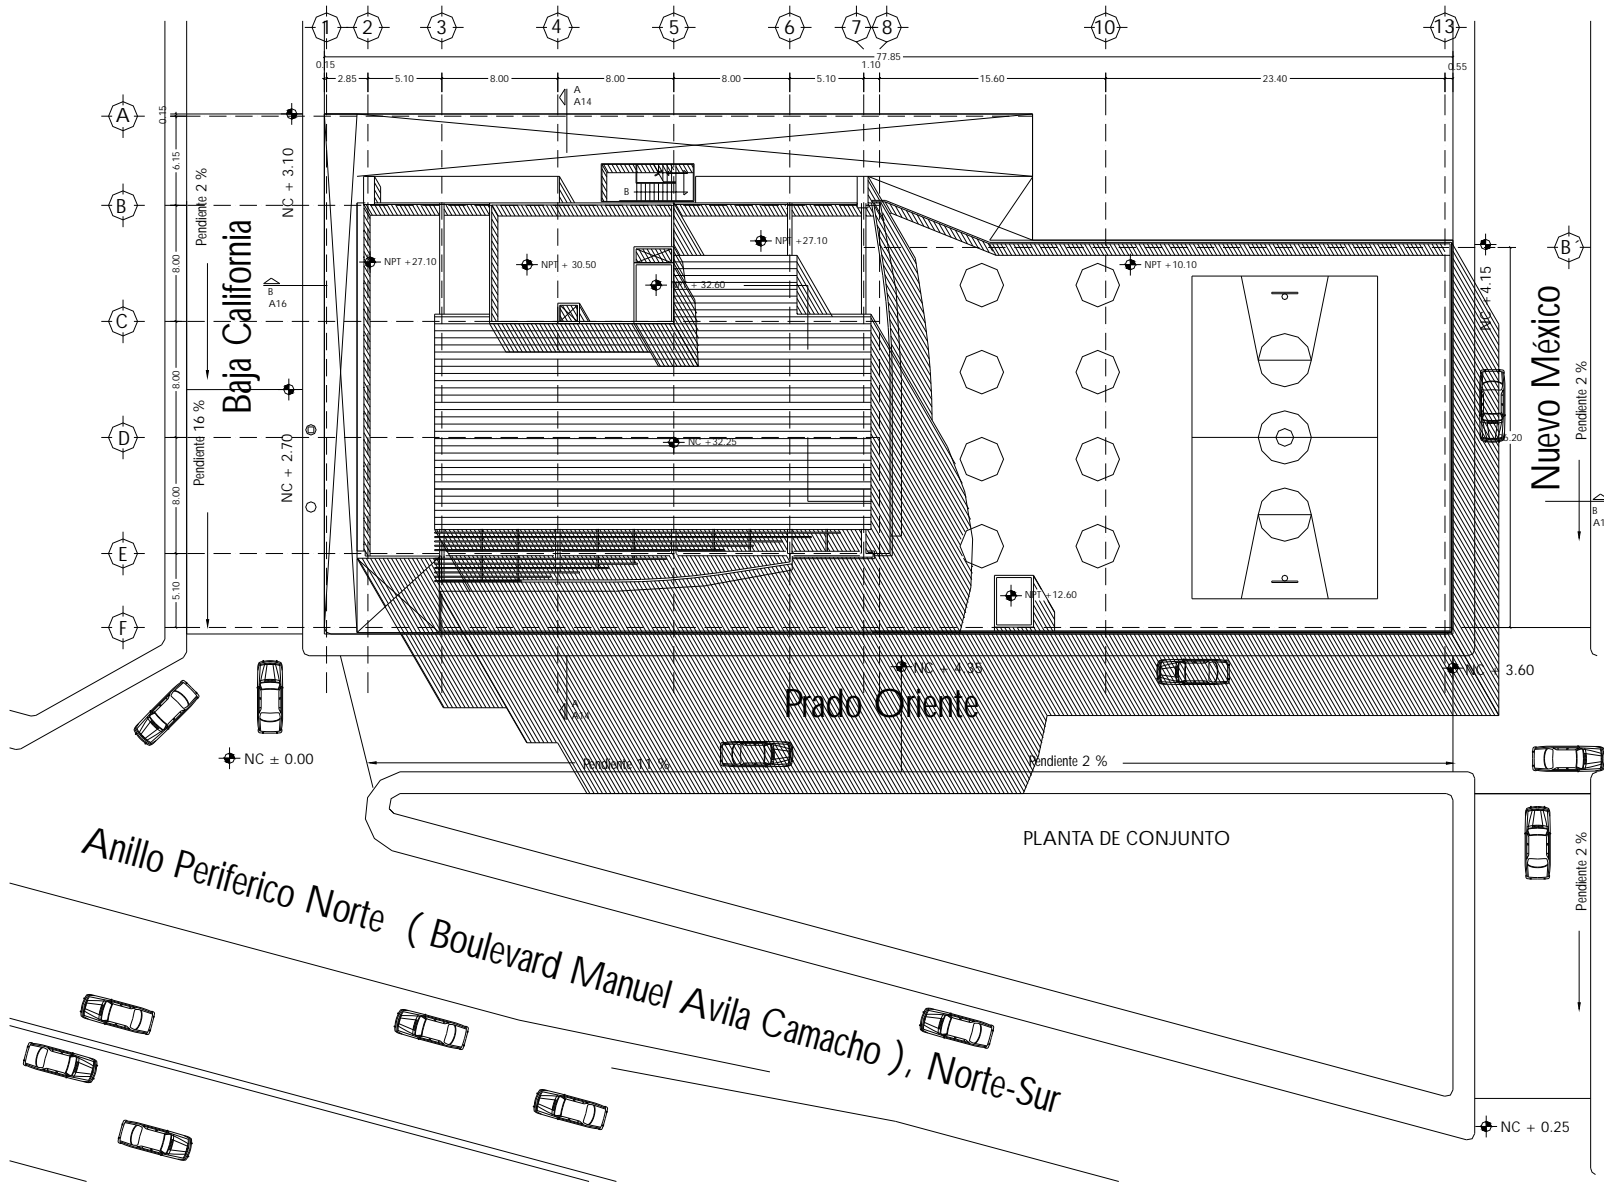 1 2 3 4 5 6 7 8 10 13
77.85
0.15 1.10 0.55
2.85 5.10 8.00 8.00 8.00 5.10 15.60 23.40
A
A14
A
0.15
6.15
B
8.00
C
8.00
D
8.00
E
5.10
F
Pendiente 2 %
Pendiente 16 %
Baja California
NC + 3.10
NC + 2.70
B
A16
B
NPT +27.10
NPT + 30.50
NPT +27.10
+ 32.60
NC +32.25
NPT +10.10
NPT +12.60
B´
NC +4.15
Nuevo México
Pendiente 2 %
B
NC + 4.35
NC + 3.60
Prado Oriente
A
A14
NC ± 0.00
Pendiente 11 %
Pendiente 2 %
PLANTA DE CONJUNTO
Pendiente 2 %
Anillo Periferico Norte ( Boulevard Manuel Avila Camacho ), Norte-Sur
NC + 0.25